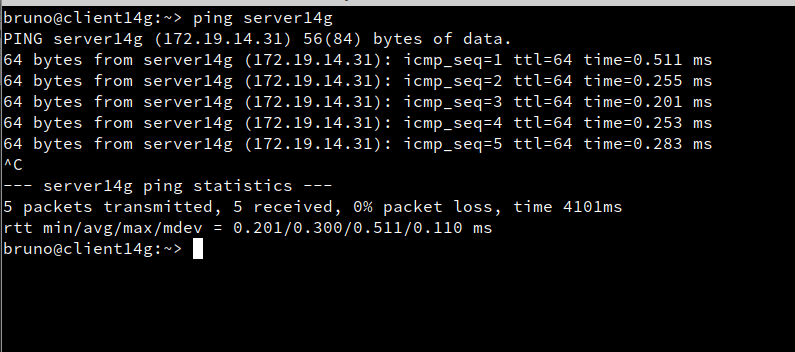 bruno@client14g:~> ping server14g
PING server14g (172.19.14.31) 56(84) bytes of data.
64 bytes from server14g (172.19.14.31): icmp_seq=1 ttl=64 time=0.511 ms
64 bytes from server14g (172.19.14.31): icmp_seq=2 ttl=64 time=0.255 ms
64 bytes from server14g (172.19.14.31): icmp_seq=3 ttl=64 time=0.201 ms
64 bytes from server14g (172.19.14.31): icmp_seq=4 ttl=64 time=0.253 ms
64 bytes from server14g (172.19.14.31): icmp_seq=5 ttl=64 time=0.283 ms
^C
--- server14g ping statistics ---
5 packets transmitted, 5 received, 0% packet loss, time 4101ms
rtt min/avg/max/mdev = 0.201/0.300/0.511/0.110 ms
bruno@client14g:~>